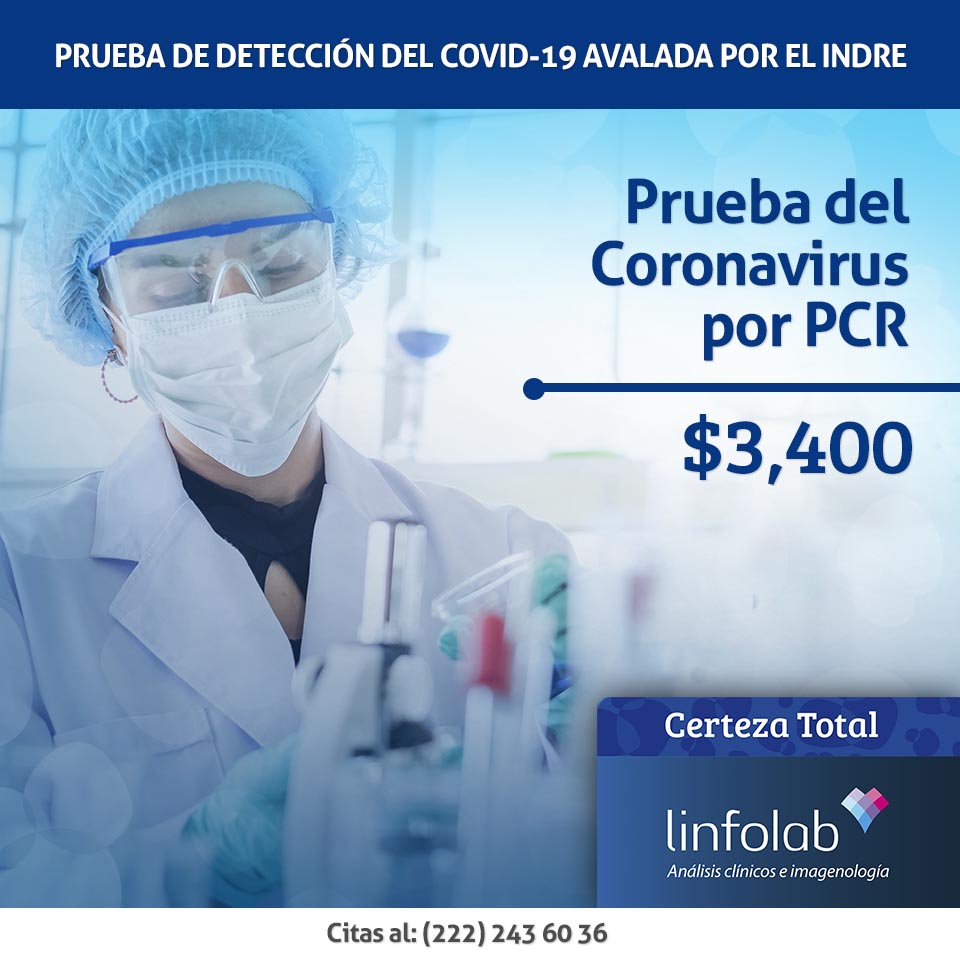 PRUEBA DE DETECCIÓN DEL COVID-19 AVALADA POR EL INDRE
Prueba del
Coronavirus
por PCR
$3,400
Certeza Total
linfolab
Análisis clínicos e imagenología
Citas al: (222) 243 60 36